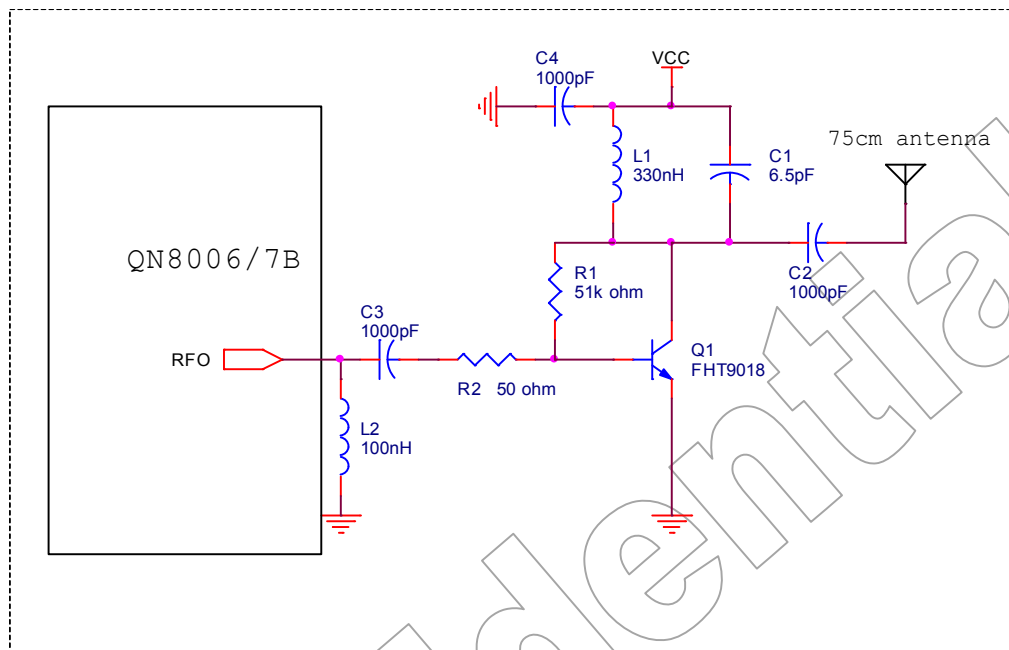 C4
1000pF
VCC
75cm antenna
L1
330nH
C1
6.5pF
QN8006/7B
R1
51k ohm
C2
1000pF
C3
1000pF
RFO
Q1
FHT9018
R2 50 ohm
L2
100nH